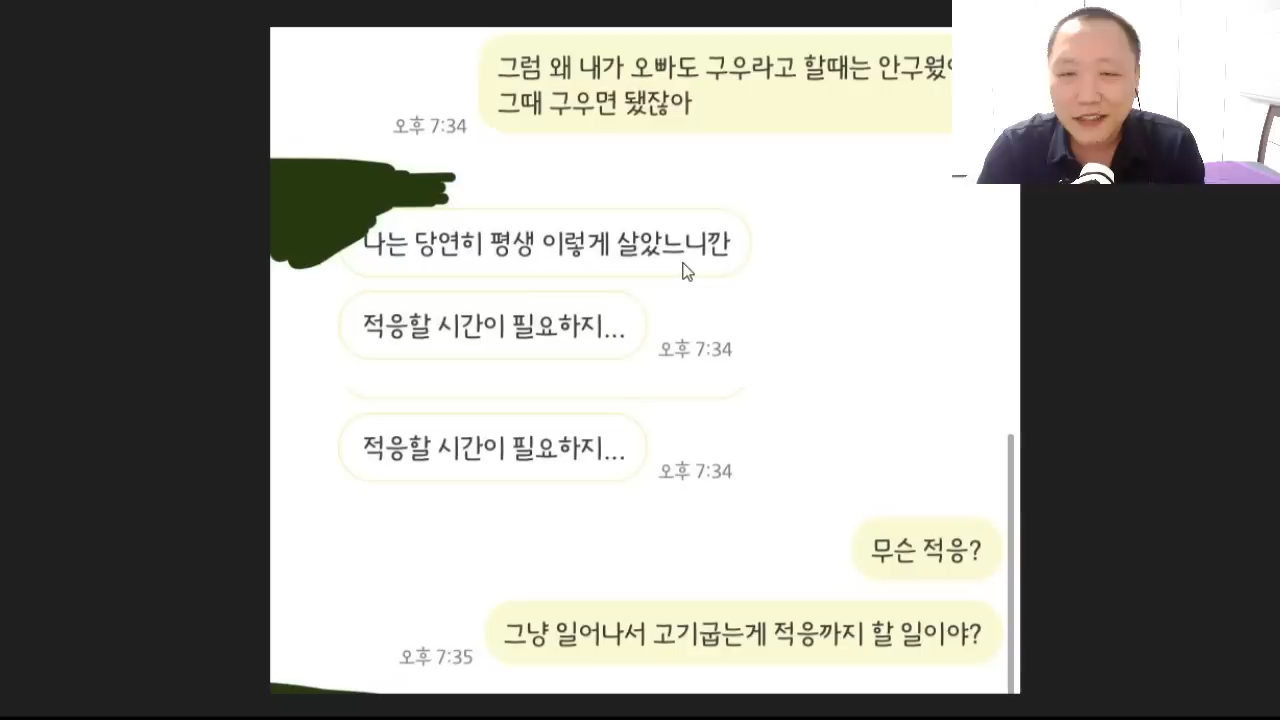 그럼 왜 내가 오빠도 구우라고 할때는 안구웠
그때 구우면 됐잖아
오후 7:34
나는 당연히 평생 이렇게 살았느니깐
적응할 시간이 필요하지...
오후 7:34
적응할 시간이 필요하지...
오후 7:34
무슨 적응?
그냥 일어나서 고기굽는게 적응까지 할 일이야?
오후 7:35